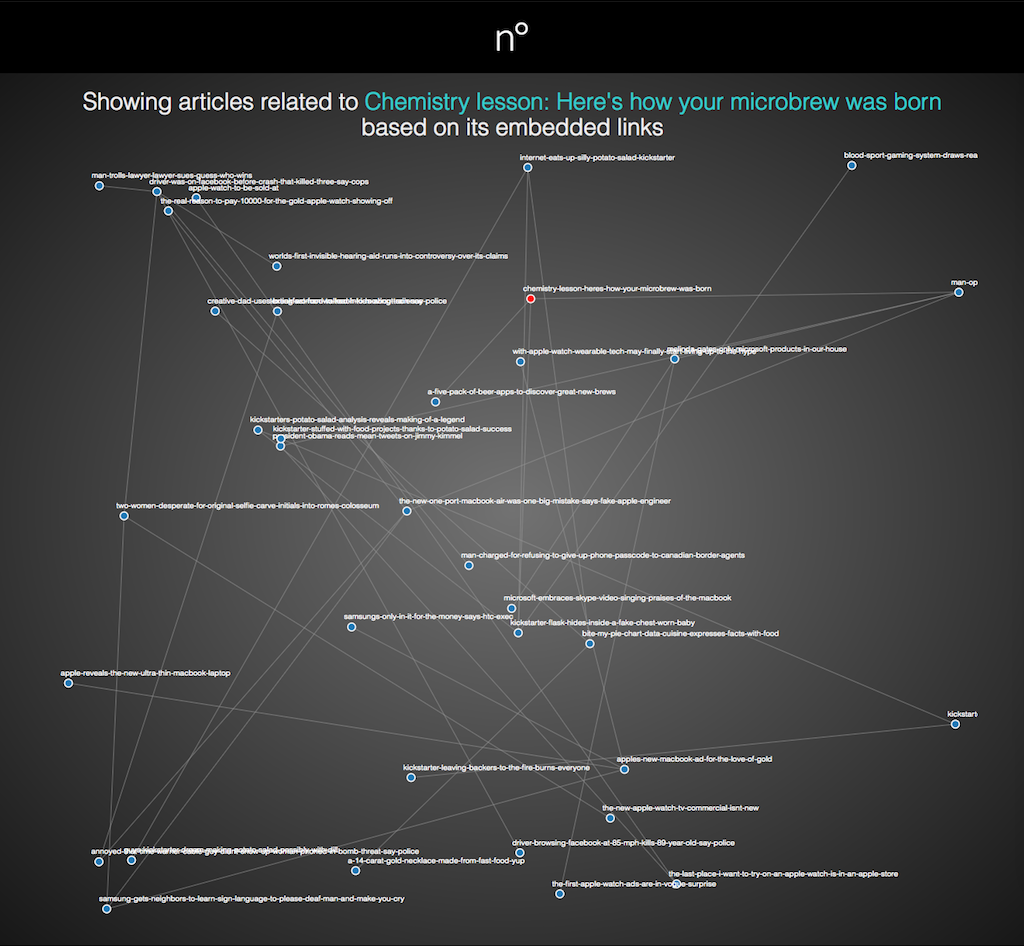 n°
Showing articles related to Chemistry lesson: Here's how your microbrew was born
based on its embedded links
internet-eats-up-silly-potato-salad-kickstarter
blood-sport-gaming-system-draws-rea
man-trolls-lawyer-lawyer-sues-guess-who-wins
driver-was-on-facebook-before-crash-that-killed-three-say-cops
apple-watch-to-be-sold-at
the-real-reason-to-pay-10000-for-the-gold-apple-watch-showing-off
worlds-first-invisible-hearing-aid-runs-into-controversy-over-its-claims
man-op
chemistry-lesson-heres-how-your-microbrew-was-born
creative-dad-uses
with-apple-watch-wearable-tech-may-finally-start-living-up-to-the-hype
melinda-gates-only-microsoft-products-in-our-house
a-five-pack-of-beer-apps-to-discover-great-new-brews
kickstarters-potato-salad-analysis-reveals-making-of-a-legend
kickstarter-stuffed-with-food-projects-thanks-to-potato-salad-success
president-obama-reads-mean-tweets-on-jimmy-kimmel
two-women-desperate-for-original-selfie-carve-initials-into-romes-colosseum
the-new-one-port-macbook-air-was-one-big-mistake-says-fake-apple-engineer
man-charged-for-refusing-to-give-up-phone-passcode-to-canadian-border-agents
microsoft-embraces-skype-video-singing-praises-of-the-macbook
samsungs-only-in-it-for-the-money-says-htc-exec
kickstarter-flask-hides-inside-a-fake-chest-worn-baby
bite-my-pie-chart-data-cuisine-expresses-facts-with-food
apple-reveals-the-new-ultra-thin-macbook-laptop
kickstart
apples-new-macbook-ad-for-the-love-of-gold
kickstarter-leaving-backers-to-the-fire-burns-everyone
the-new-apple-watch-tv-commercial-isnt-new
driver-browsing-facebook-at-85-mph-kills-89-year-old-say-police
a-14-carat-gold-necklace-made-from-fast-food-yup
the-last-place-i-want-to-try-on-an-apple-watch-is-in-an-apple-store
the-first-apple-watch-ads-are-in-vogue-surprise
samsung-gets-neighbors-to-learn-sign-language-to-please-deaf-man-and-make-you-cry